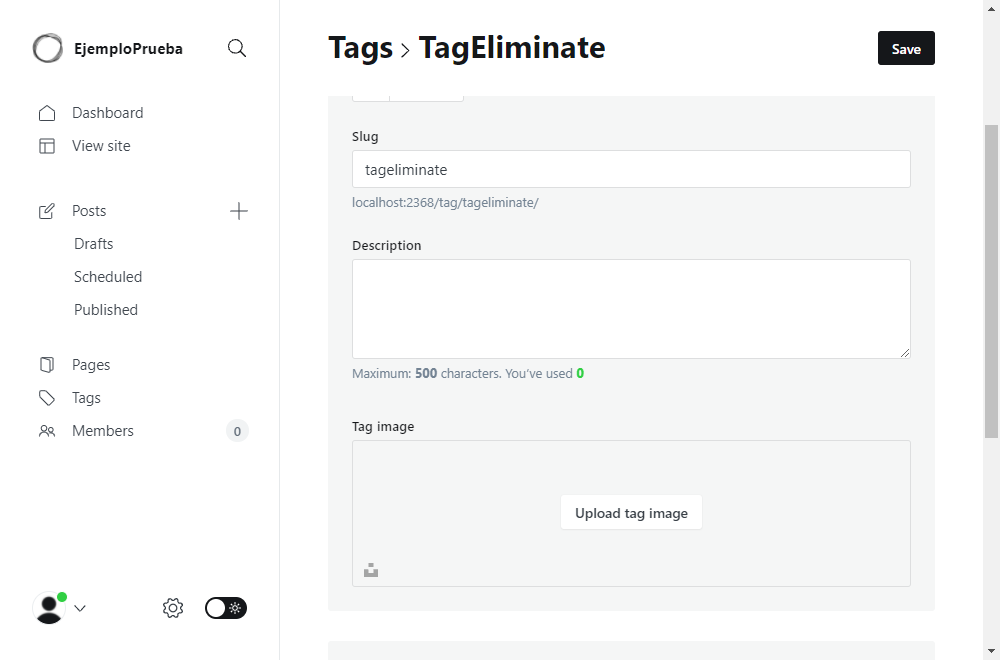 EjemploPrueba
Dashboard
View site
Posts
Drafts
Scheduled
Published
Pages
Tags
Members 0
Tags > TagEliminate
Save
Slug
tageliminate
localhost:2368/tag/tageliminate/
Description
Maximum: 500 characters. You’ve used 0
Tag image
Upload tag image